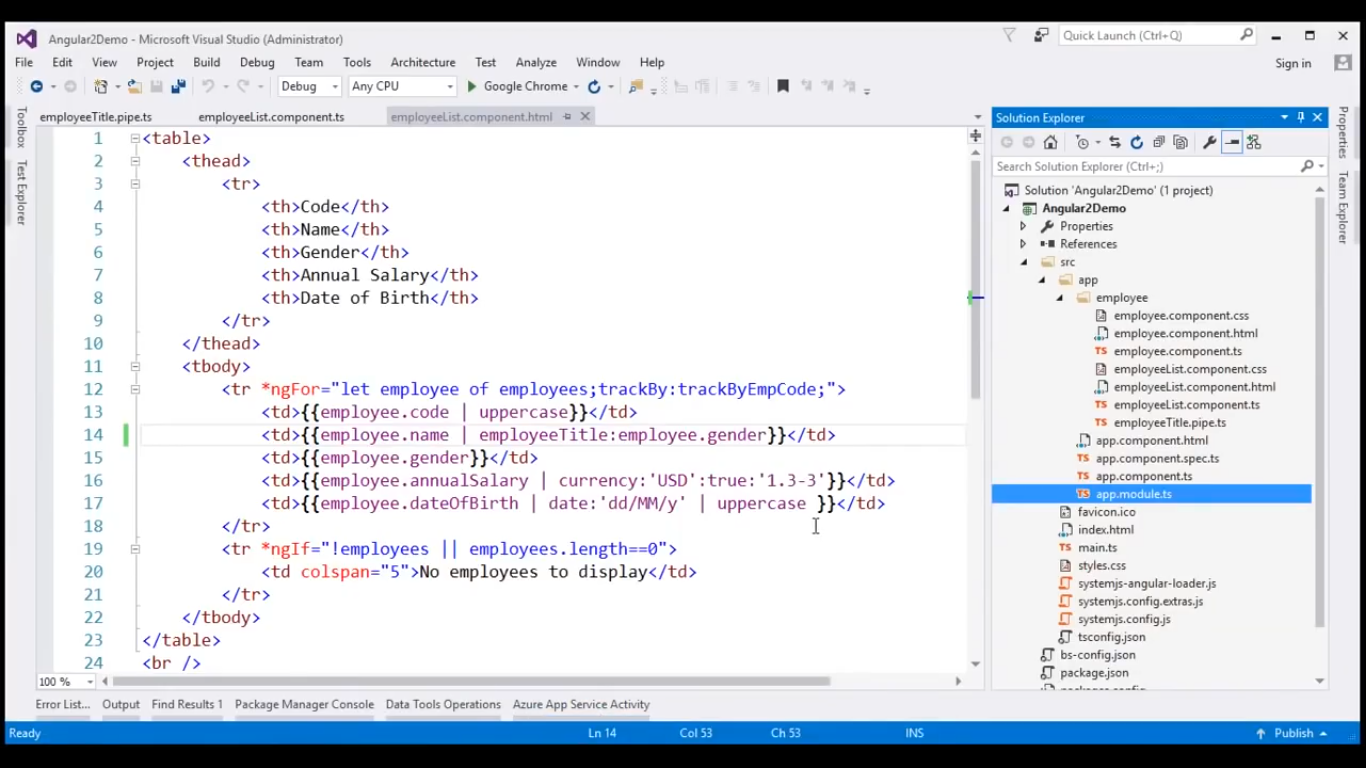 Angular2Demo - Microsoft Visual Studio (Administrator)
Quick Launch (Ctrl+Q)
File Edit View Project Build Debug Team Tools Architecture Test Analyze Window Help
Sign in
Debug Any CPU Google Chrome
Toolbox
Test Explorer
employeeTitle.pipe.ts employeeList.component.ts employeeList.component.html
1 <table>
2 <thead>
3 <tr>
4 <th>Code</th>
5 <th>Name</th>
6 <th>Gender</th>
7 <th>Annual Salary</th>
8 <th>Date of Birth</th>
9 </tr>
10 </thead>
11 <tbody>
12 <tr *ngFor="let employee of employees;trackBy:trackByEmpCode;">
13 <td>{{employee.code | uppercase}}</td>
14 <td>{{employee.name | employeeTitle:employee.gender}}</td>
15 <td>{{employee.gender}}</td>
16 <td>{{employee.annualSalary | currency:'USD':true:'1.3-3'}}</td>
17 <td>{{employee.dateOfBirth | date:'dd/MM/y' | uppercase }}</td>
18 </tr>
19 <tr *ngIf="!employees || employees.length==0">
20 <td colspan="5">No employees to display</td>
21 </tr>
22 </tbody>
23 </table>
24 <br />
100 %
Solution Explorer
Search Solution Explorer (Ctrl+;)
Solution 'Angular2Demo' (1 project)
Angular2Demo
Properties
References
src
app
employee
employee.component.css
employee.component.html
employee.component.ts
employeeList.component.css
employeeList.component.html
employeeList.component.ts
employeeTitle.pipe.ts
app.component.html
app.component.spec.ts
app.component.ts
app.module.ts
favicon.ico
index.html
main.ts
styles.css
systemjs-angular-loader.js
systemjs.config.extras.js
systemjs.config.js
tsconfig.json
bs-config.json
package.json
Properties
Team Explorer
Error List... Output Find Results 1 Package Manager Console Data Tools Operations Azure App Service Activity
Ready Ln 14 Col 53 Ch 53 INS Publish